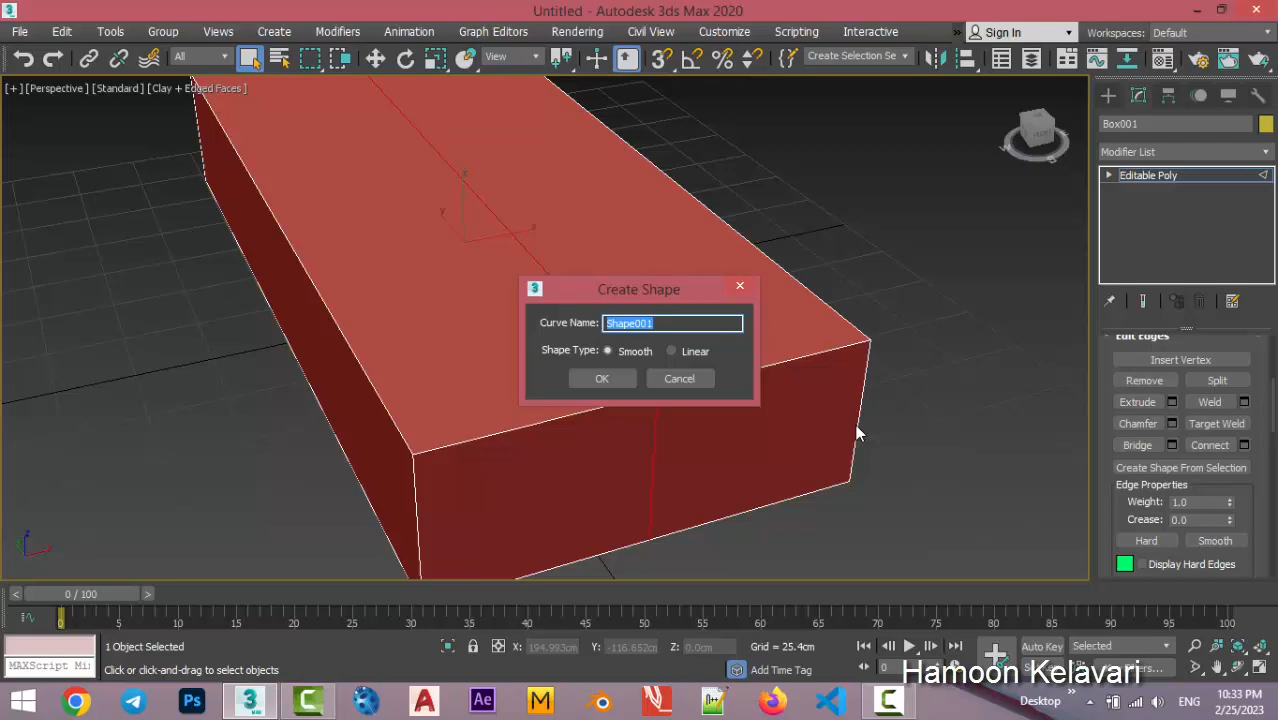 Untitled - Autodesk 3ds Max 2020
File Edit Tools Group Views Create Modifiers Animation Graph Editors Rendering Civil View Customize Scripting Interactive » Sign In Workspaces: Default
All View Create Selection Se
[+] [Perspective] [Standard] [Clay + Edged Faces]
Box001
Modifier List
Editable Poly
Create Shape
Curve Name: Shape001
Shape Type: Smooth Linear
OK Cancel
Edit Edges
Insert Vertex
Remove Split
Extrude Weld
Chamfer Target Weld
Bridge Connect
Create Shape From Selection
Edge Properties
Weight: 1.0
Crease: 0.0
Hard Smooth
Display Hard Edges
< 0 / 100 >
0 5 10 15 20 25 30 35 40 45 50 55 60 65 70 75 80 85 90 95 100
1 Object Selected X: 194.993cm Y: -116.652cm Z: 0.0cm Grid = 25.4cm Auto Key Selected
MAXScript Mi Click or click-and-drag to select objects Add Time Tag 0 Filters...
Hamoon Kelavari
Desktop » ENG
10:33 PM
2/25/2023